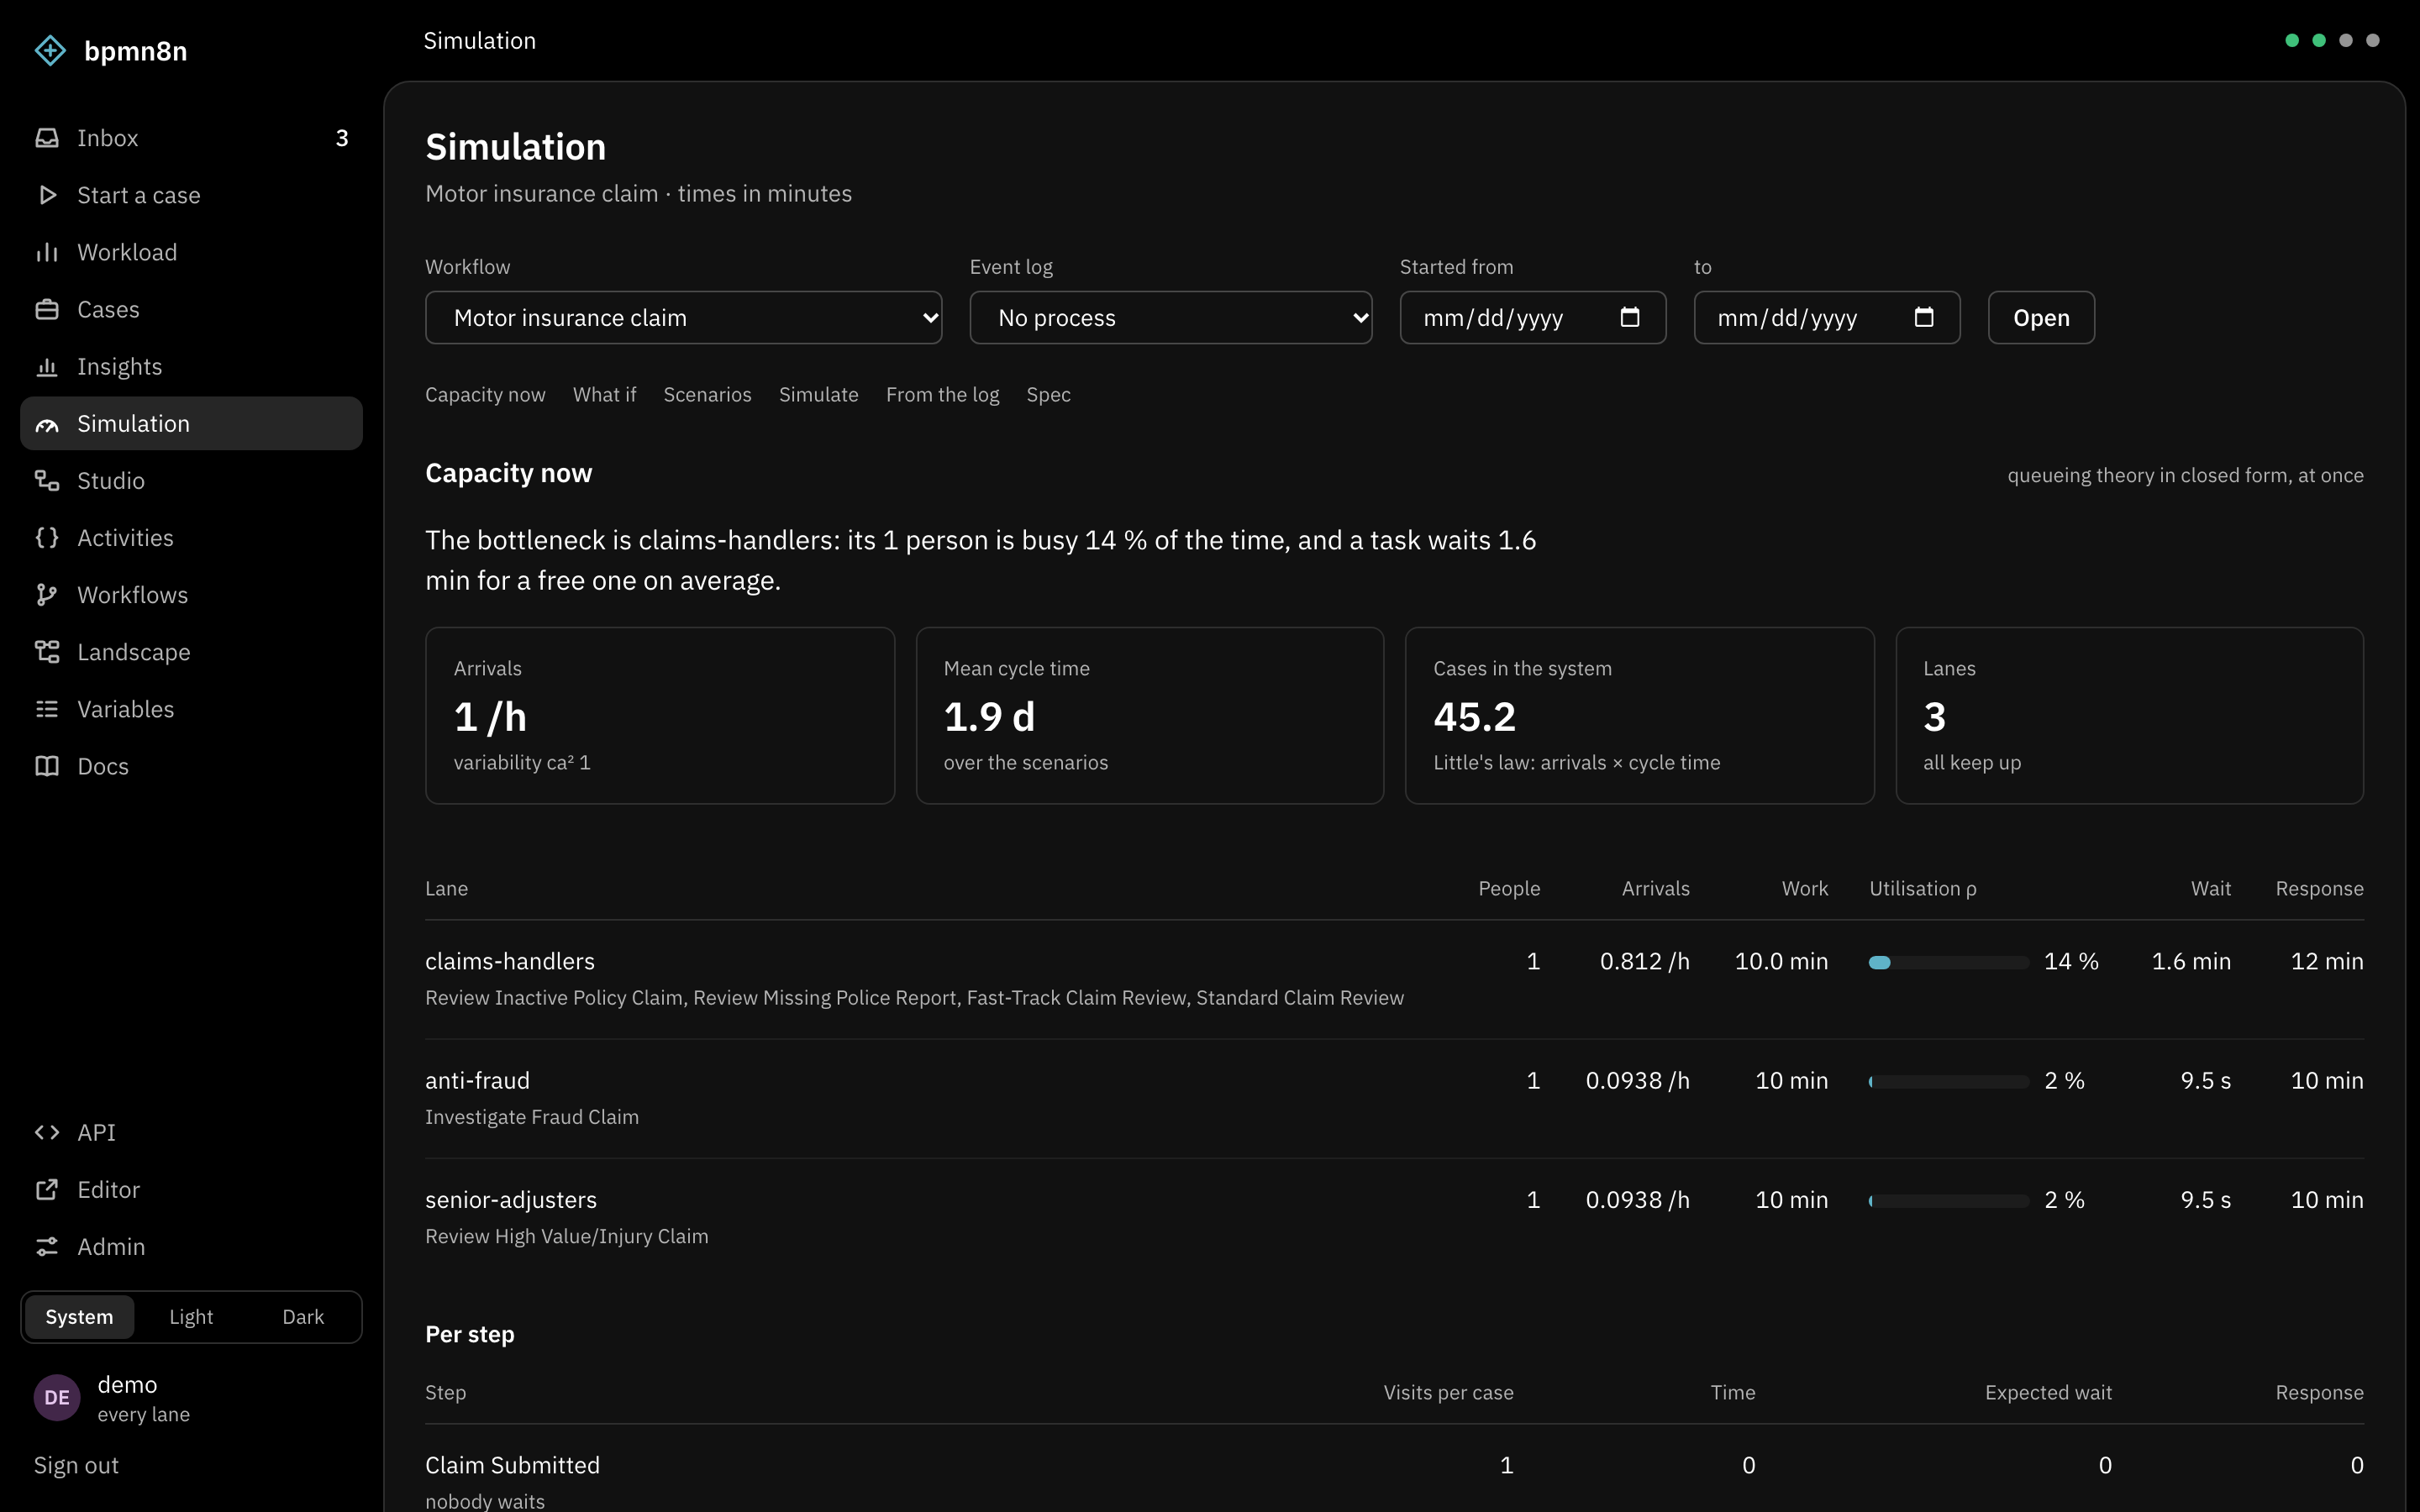 bpmn8n
Inbox 3
Start a case
Workload
Cases
Insights
Simulation
Studio
Activities
Workflows
Landscape
Variables
Docs
API
Editor
Admin
System Light Dark
DE demo
every lane
Sign out
Simulation
Simulation
Motor insurance claim · times in minutes
Workflow Event log Started from to
Motor insurance claim No process mm/dd/yyyy mm/dd/yyyy Open
Capacity now What if Scenarios Simulate From the log Spec
Capacity now queueing theory in closed form, at once
The bottleneck is claims-handlers: its 1 person is busy 14 % of the time, and a task waits 1.6
min for a free one on average.
Arrivals Mean cycle time Cases in the system Lanes
1 /h 1.9 d 45.2 3
variability ca² 1 over the scenarios Little's law: arrivals × cycle time all keep up
Lane People Arrivals Work Utilisation ρ Wait Response
claims-handlers 1 0.812 /h 10.0 min 14 % 1.6 min 12 min
Review Inactive Policy Claim, Review Missing Police Report, Fast-Track Claim Review, Standard Claim Review
anti-fraud 1 0.0938 /h 10 min 2 % 9.5 s 10 min
Investigate Fraud Claim
senior-adjusters 1 0.0938 /h 10 min 2 % 9.5 s 10 min
Review High Value/Injury Claim
Per step
Step Visits per case Time Expected wait Response
Claim Submitted 1 0 0 0
nobody waits